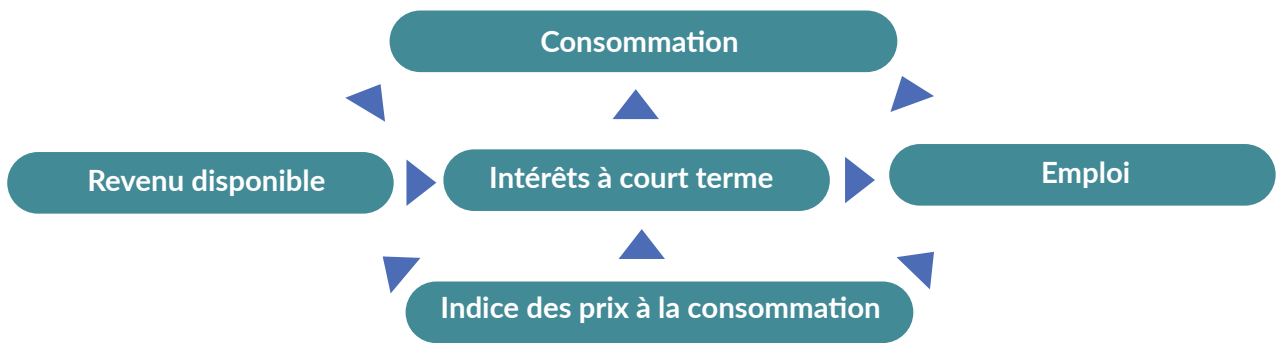 Consommation
Revenu disponible
Intérêts à court terme
Emploi
Indice des prix à la consommation